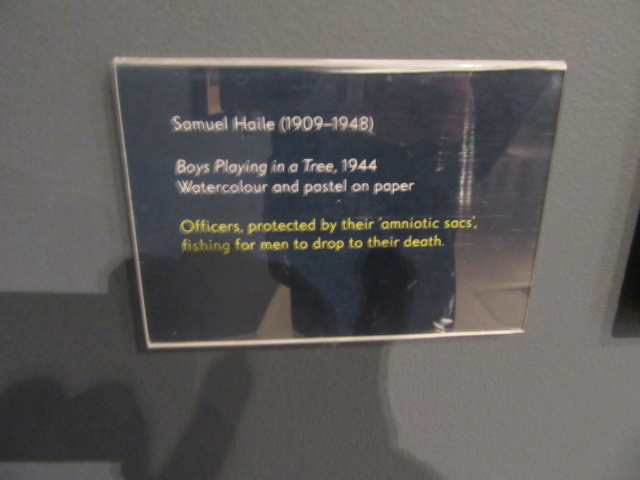 Samuel Haile (1909–1948)
Boys Playing in a Tree, 1944
Watercolour and pastel on paper
Officers, protected by their 'amniotic sacs',
fishing for men to drop to their death.